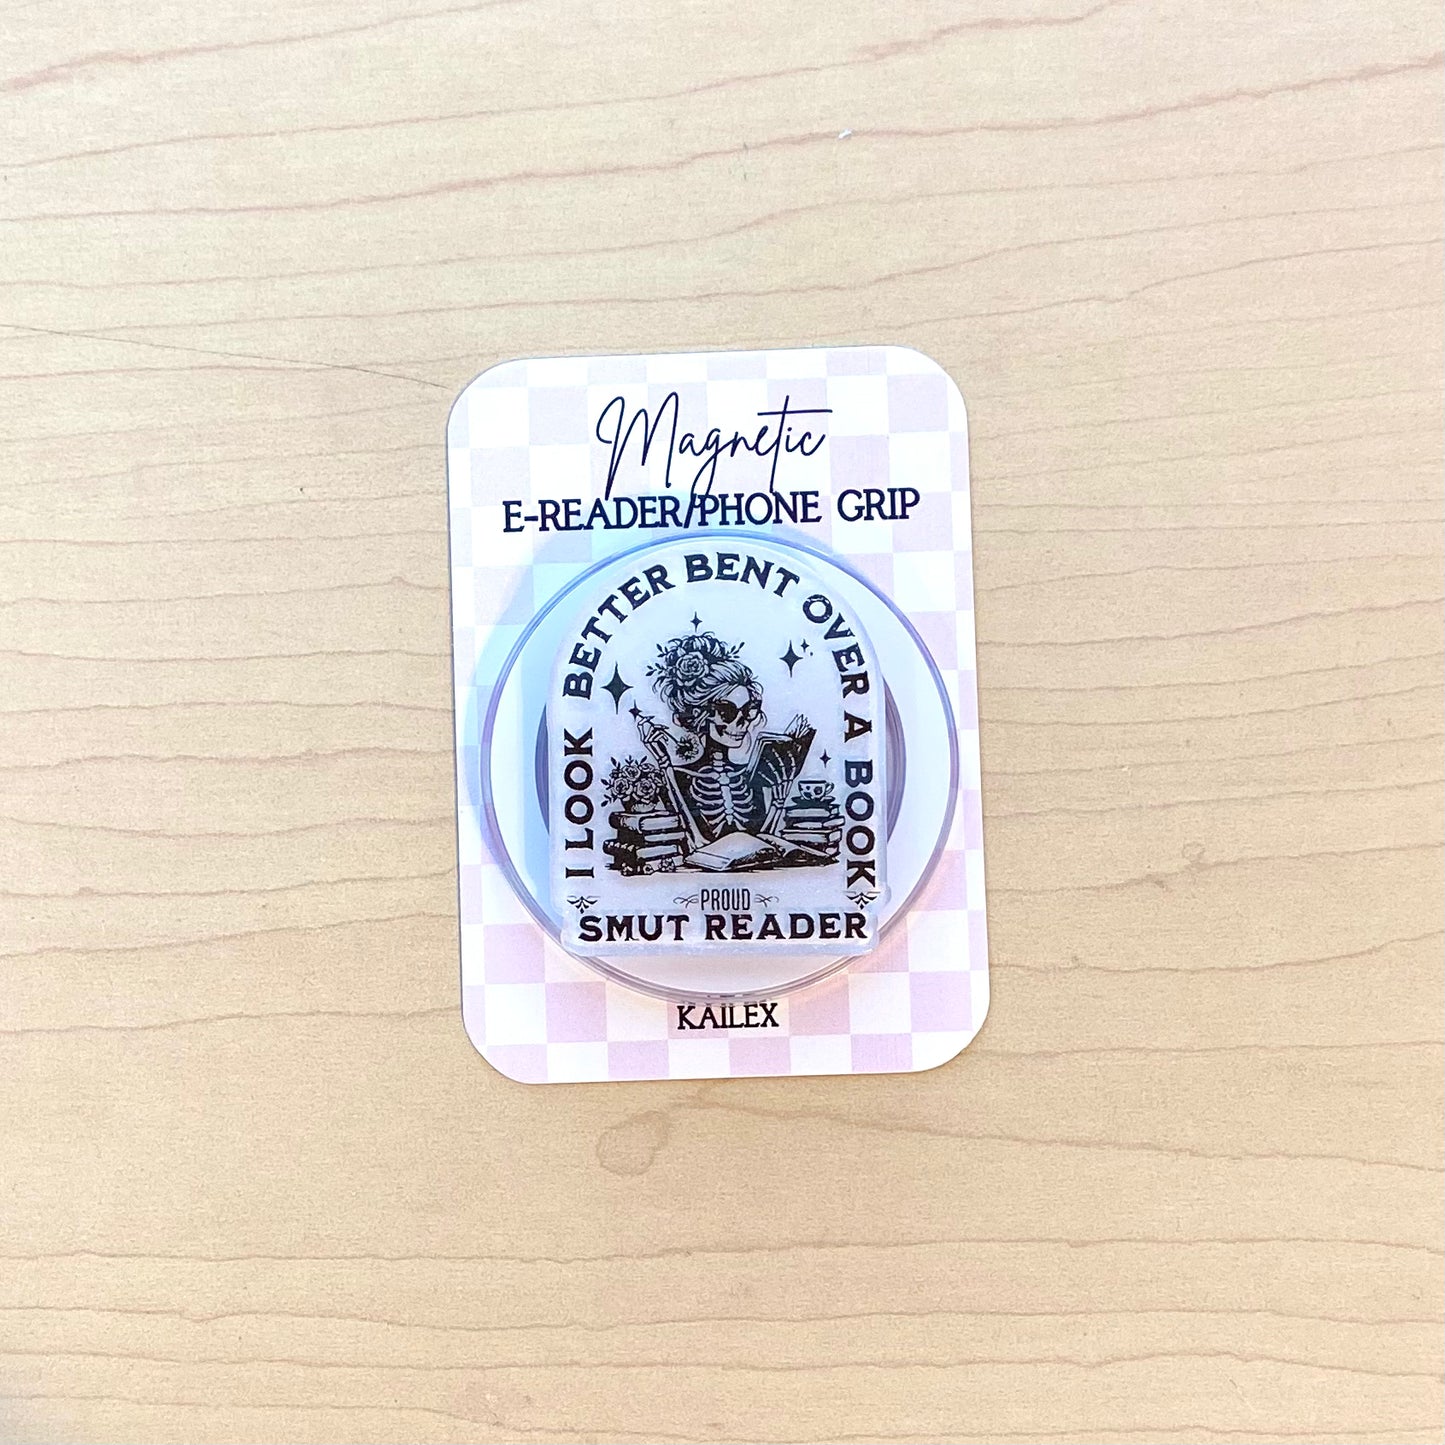 Magnetic
E-READER/PHONE GRIP
I LOOK BETTER BENT OVER A BOOK
PROUD
SMUT READER
KAILEX